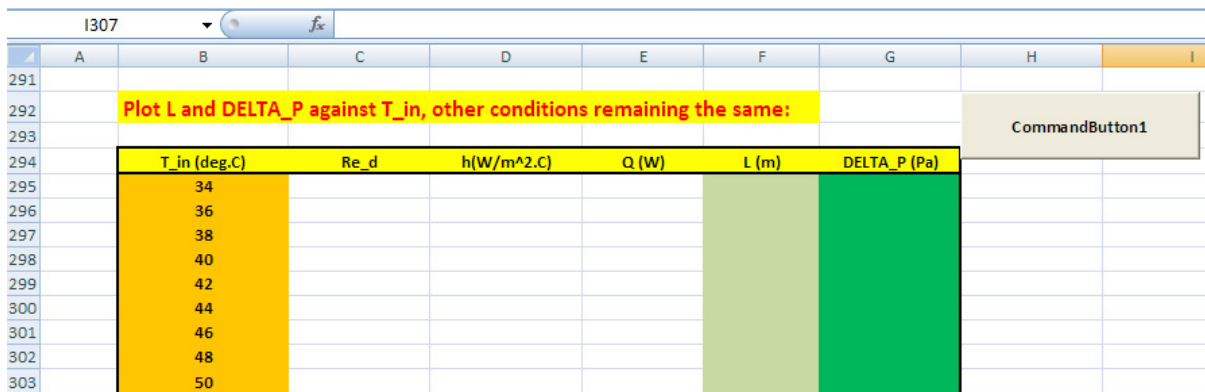 I307 fx
A B C D E F G H I
291
292 Plot L and DELTA_P against T_in, other conditions remaining the same:
CommandButton1
293
294 T_in (deg.C) Re_d h(W/m^2.C) Q (W) L (m) DELTA_P (Pa)
295 34
296 36
297 38
298 40
299 42
300 44
301 46
302 48
303 50